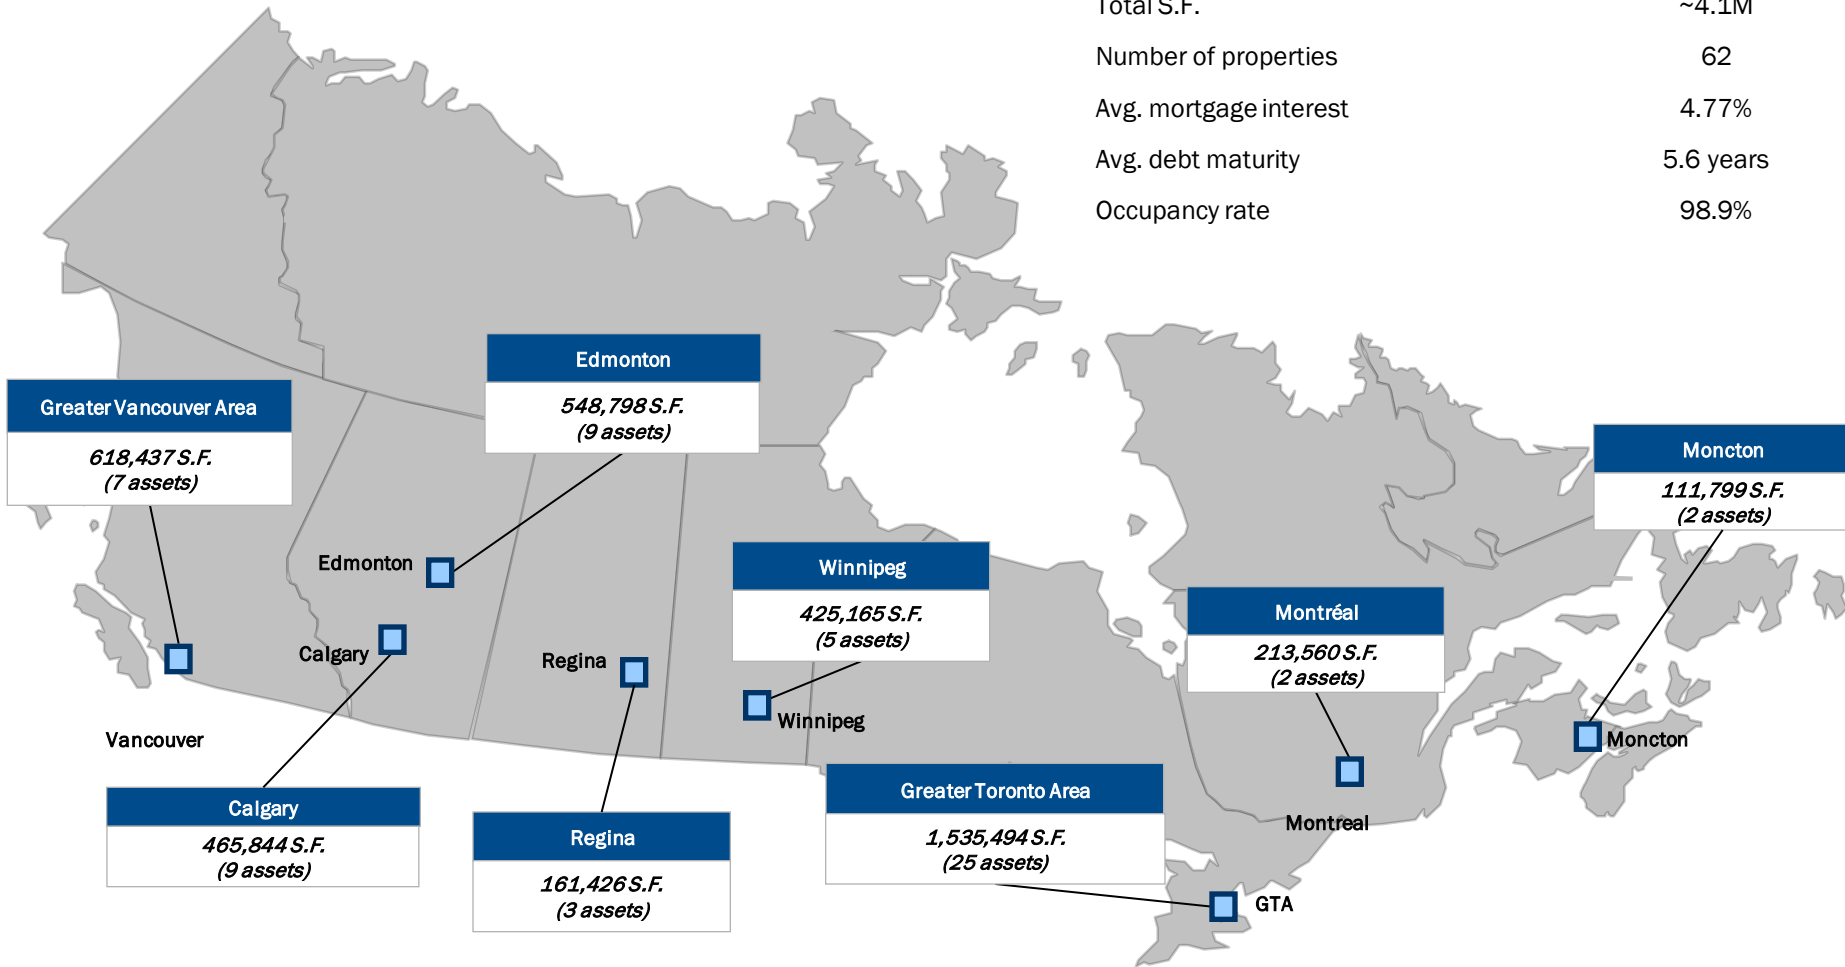 Total S.F. ~4.1M
Number of properties 62
Avg. mortgage interest 4.77%
Avg. debt maturity 5.6 years
Occupancy rate 98.9%
Edmonton
548,798 S.F.
(9 assets)
Greater Vancouver Area
618,437 S.F.
(7 assets)
Moncton
111,799 S.F.
(2 assets)
Edmonton
Winnipeg
425,165 S.F.
(5 assets)
Montréal
213,560 S.F.
(2 assets)
Calgary
Regina
Winnipeg
Vancouver
Moncton
Calgary
465,844 S.F.
(9 assets)
Regina
161,426 S.F.
(3 assets)
Greater Toronto Area
1,535,494 S.F.
(25 assets)
Montreal
GTA